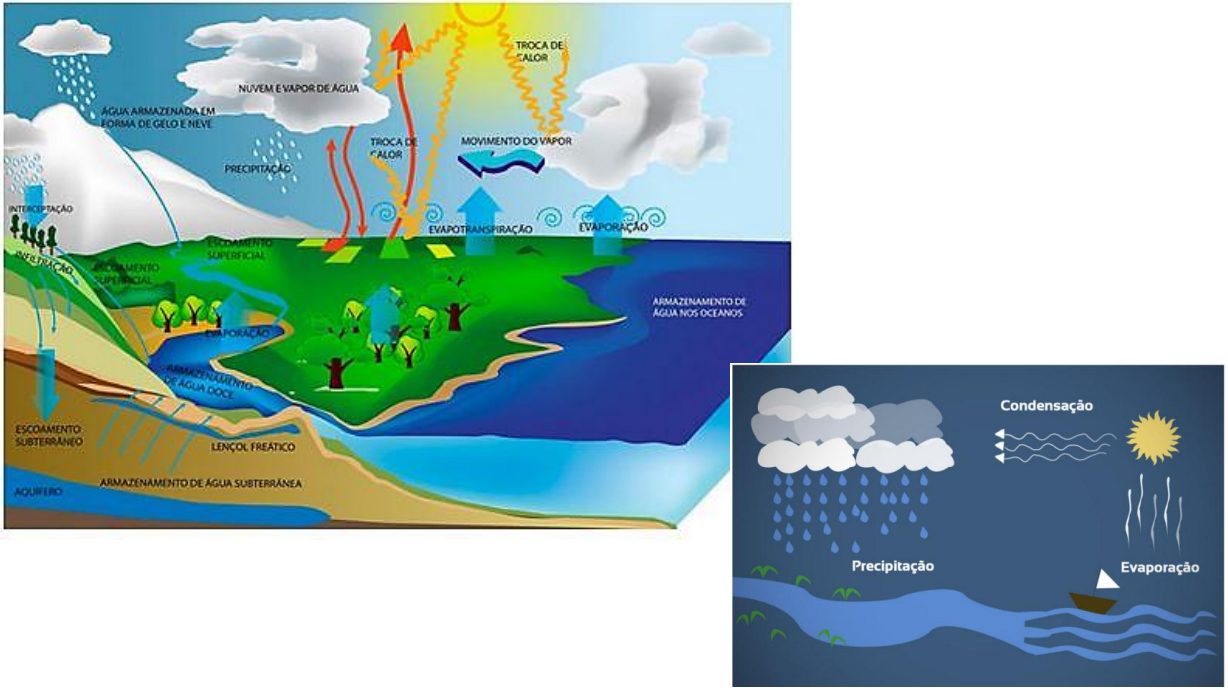 TROCA DE
CALOR
NUVEM E VAPOR DE ÁGUA
ÁGUA ARMAZENADA EM
FORMA DE GELO E NEVE
TROCA DE
CALOR
MOVIMENTO DO VAPOR
PRECIPITAÇÃO
INTERCEPTAÇÃO
EVAPOTRANSPIRAÇÃO
EVAPORAÇÃO
ESCOAMENTO
SUPERFICIAL
INFILTRAÇÃO
ESCOAMENTO
SUPERFICIAL
ARMAZENAMENTO DE
ÁGUA NOS OCEANOS
EVAPORAÇÃO
ARMAZENAMENTO
DE ÁGUA DOCE
ESCOAMENTO
SUBTERRÂNEO
LENÇOL FREÁTICO
ARMAZENAMENTO DE ÁGUA SUBTERRÂNEA
AQUÍFERO
Condensação
Precipitação
Evaporação